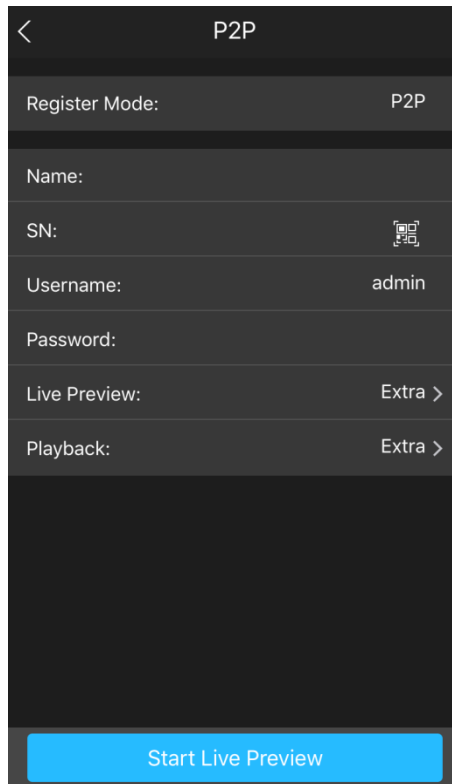 P2P
Register Mode: P2P
Name:
SN:
Username: admin
Password:
Live Preview: Extra
Playback: Extra
Start Live Preview